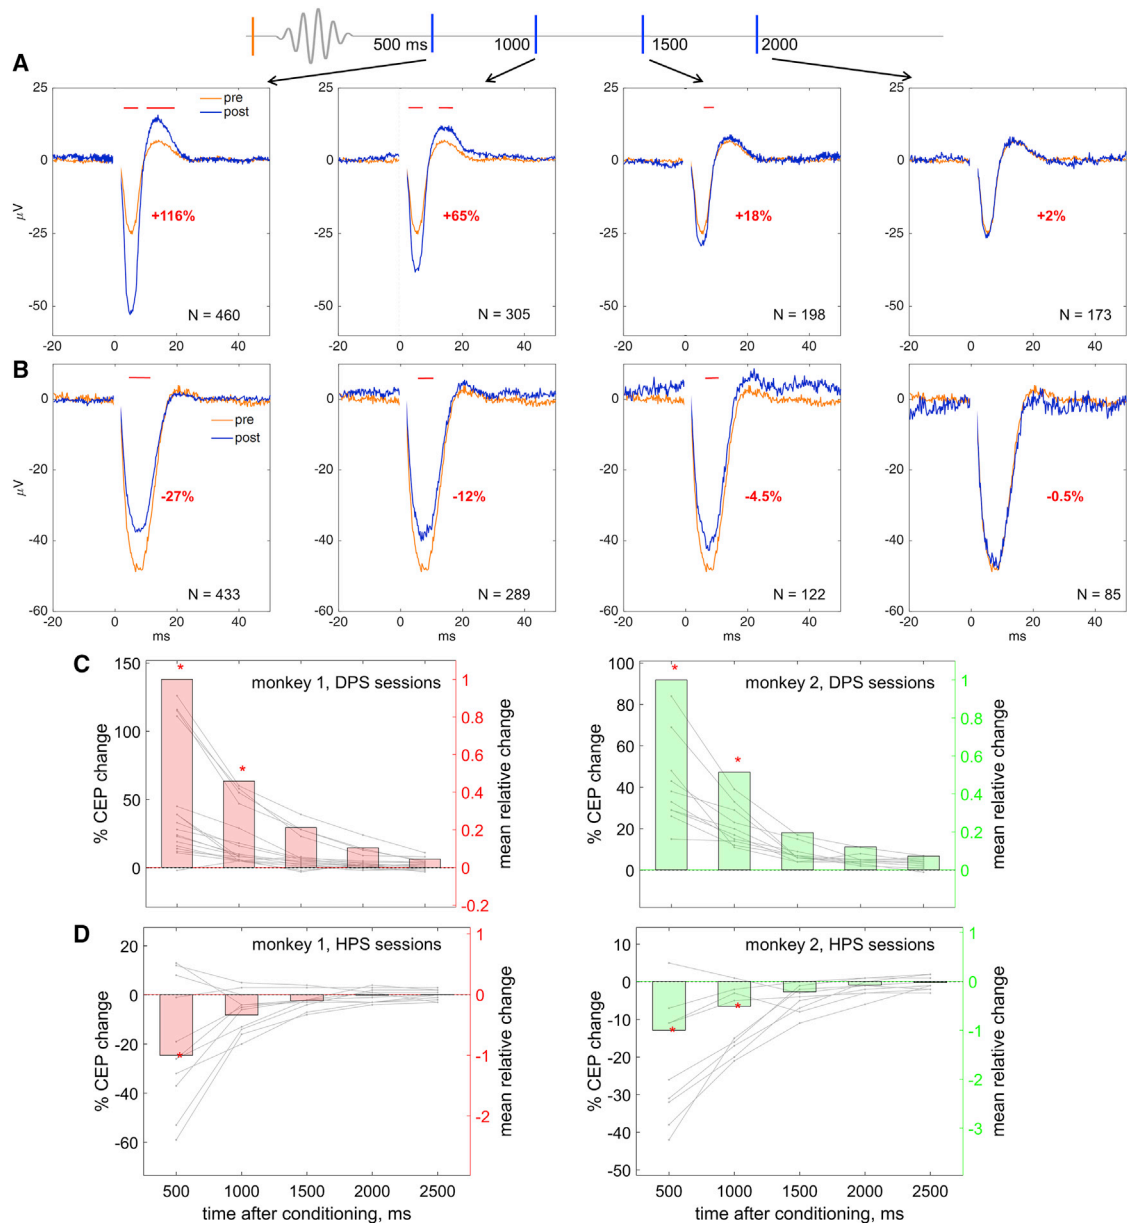 500 ms 1000 1500 2000
A
25 25 25 25
pre
post
0 0 0 0
μV
+116% +65% +18% +2%
-25 -25 -25 -25
-50 -50 -50 -50
N = 460 N = 305 N = 198 N = 173
-20 0 20 40 -20 0 20 40 -20 0 20 40 -20 0 20 40
B
0 0 0 0
pre
post
-20 -20 -20 -20
μV
-27% -12% -4.5% -0.5%
-40 -40 -40 -40
N = 433 N = 289 N = 122 N = 85
-60 -60 -60 -60
-20 0 20 40 -20 0 20 40 -20 0 20 40 -20 0 20 40
ms ms ms ms
C
monkey 1, DPS sessions
% CEP change
150
100
50
0
* *
1
0.8
0.6
0.4
0.2
0
-0.2
mean relative change
monkey 2, DPS sessions
% CEP change
100
80
60
40
20
0
* *
1
0.8
0.6
0.4
0.2
0
mean relative change
D
monkey 1, HPS sessions
% CEP change
20
0
-20
-40
-60
*
1
0
-1
-2
mean relative change
500 1000 1500 2000 2500
time after conditioning, ms
monkey 2, HPS sessions
% CEP change
10
0
-10
-20
-30
-40
-50
* *
1
0
-1
-2
-3
mean relative change
500 1000 1500 2000 2500
time after conditioning, ms